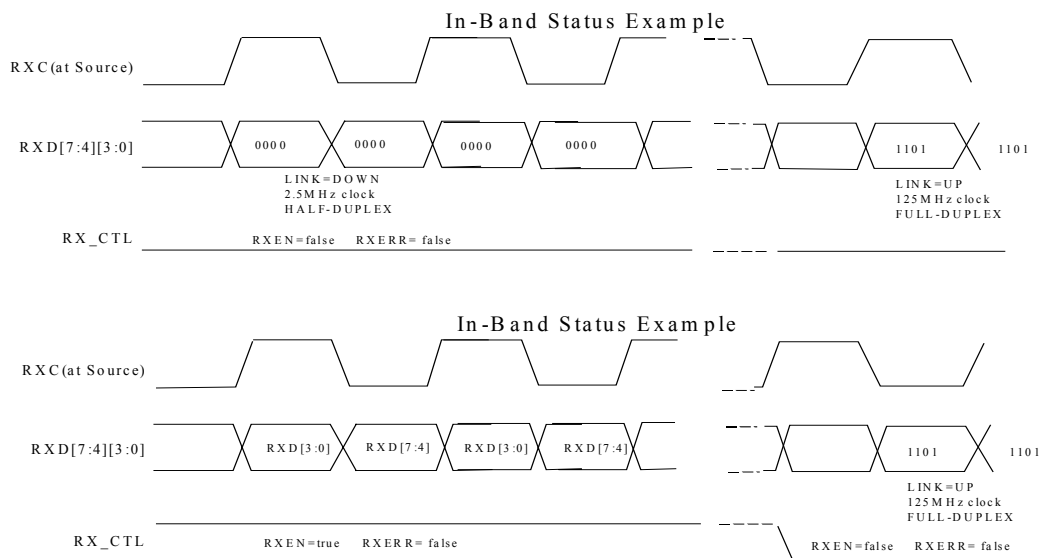 In-Band Status Example
RXC(at Source)
RXD[7:4][3:0]
0000 0000 0000 0000 1101 1101
LINK=DOWN
2.5MHz clock
HALF-DUPLEX
LINK=UP
125MHz clock
FULL-DUPLEX
RX_CTL
RXEN=false RXERR= false
In-Band Status Example
RXC(at Source)
RXD[7:4][3:0]
RXD[3:0] RXD[7:4] RXD[3:0] RXD[7:4] 1101 1101
LINK=UP
125MHz clock
FULL-DUPLEX
RX_CTL
RXEN=true RXERR= false
RXEN=false RXERR= false